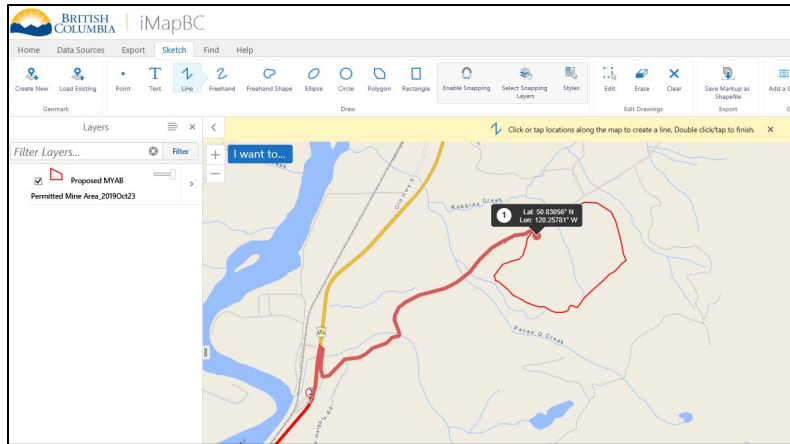 BRITISH
COLUMBIA
iMapBC
Home Data Sources Export Sketch Find Help
Create New Load Existing Point Text Line Freehand Freehand Shape Ellipse Circle Polygon Rectangle Enable Snapping Select Snapping Layers Styles Edit Erase Clear Save Markup as Shapefile Add a
Geomark Draw Edit Drawings Export
Layers
Click or tap locations along the map to create a line. Double click/tap to finish.
Filter Layers...
Filter
I want to...
Proposed MYAB
Permitted Mine Area_2019Oct23
Old Hwy 5
Robbins Creek
1
Lat: 50.83056° N
Lon: 120.25781° W
Seven O Creek